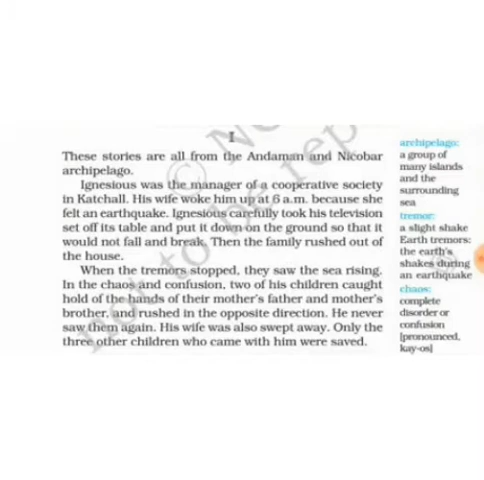 I
These stories are all from the Andaman and Nicobar
archipelago.
Ignesious was the manager of a cooperative society
in Katchall. His wife woke him up at 6 a.m. because she
felt an earthquake. Ignesious carefully took his television
set off its table and put it down on the ground so that it
would not fall and break. Then the family rushed out of
the house.
When the tremors stopped, they saw the sea rising.
In the chaos and confusion, two of his children caught
hold of the hands of their mother's father and mother's
brother, and rushed in the opposite direction. He never
saw them again. His wife was also swept away. Only the
three other children who came with him were saved.
archipelago:
a group of
many islands
and the
surrounding
sea
tremor:
a slight shake
Earth tremors:
the earth's
shakes during
an earthquake
chaos:
complete
disorder or
confusion
[pronounced,
kay-os]
not to be rep
©